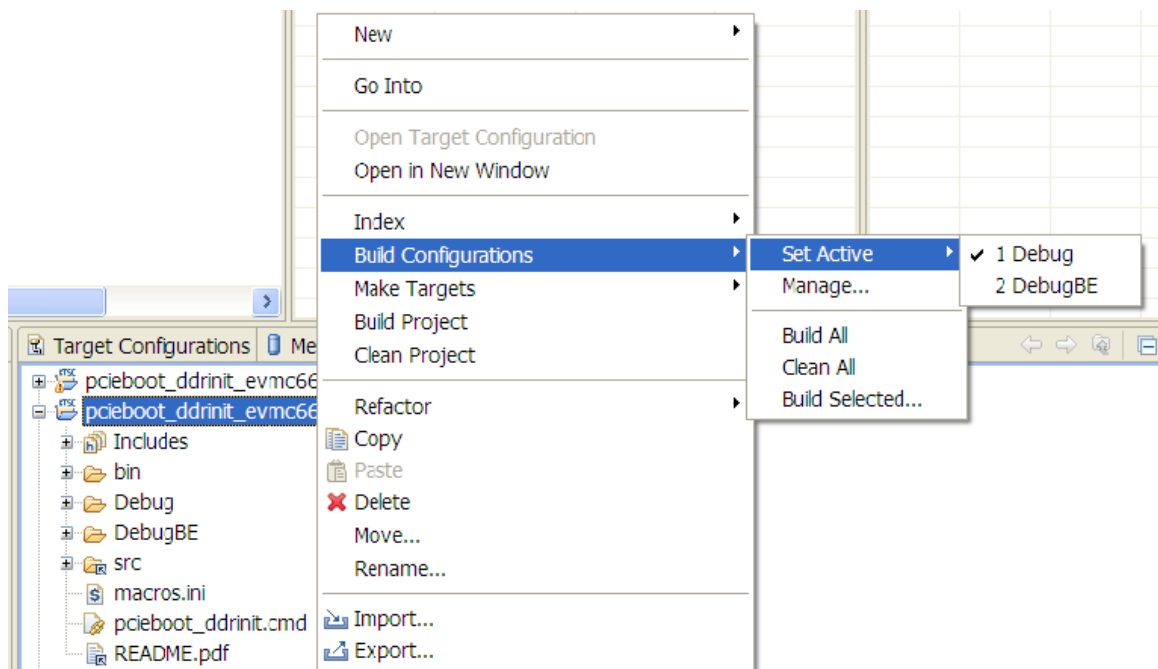 New
Go Into
Open Target Configuration
Open in New Window
Index
Build Configurations
Make Targets
Build Project
Clean Project
Refactor
Copy
Paste
Delete
Move...
Rename...
Import...
Export...
Set Active
Manage...
Build All
Clean All
Build Selected...
1 Debug
2 DebugBE
Target Configurations
Me
pcieboot_ddrinit_evmc66
pcieboot_ddrinit_evmc66
Includes
bin
Debug
DebugBE
src
macros.ini
pcieboot_ddrinit.cmd
README.pdf